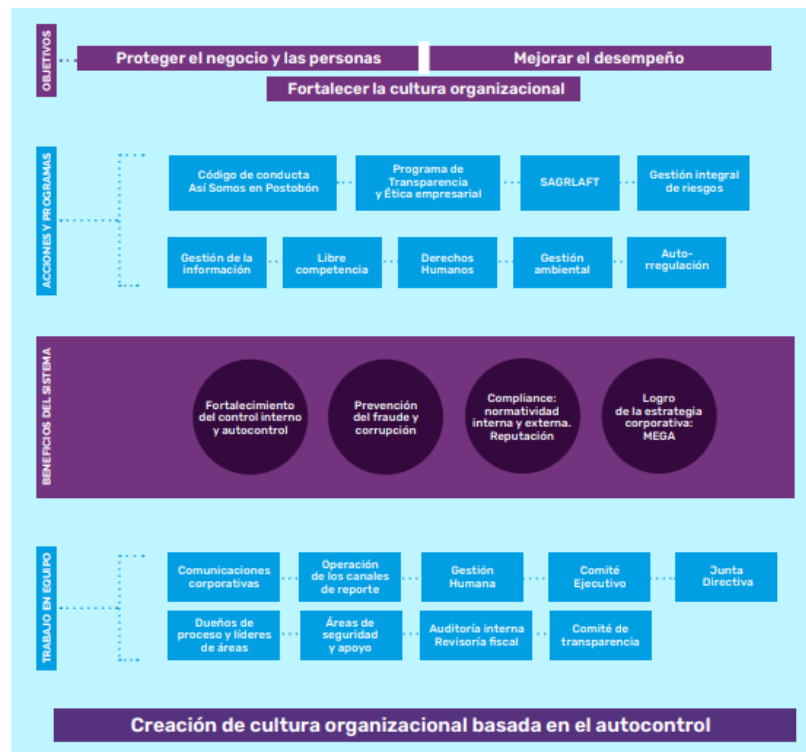 OBJETIVOS
Proteger el negocio y las personas
Mejorar el desempeño
Fortalecer la cultura organizacional
ACCIONES Y PROGRAMAS
Código de conducta
Así Somos en Postobón
Programa de
Transparencia
y Ética empresarial
SAGRLAFT
Gestión integral
de riesgos
Gestión de la
información
Libre
competencia
Derechos
Humanos
Gestión
ambiental
Auto-
rregulación
BENEFICIOS DEL SISTEMA
Fortalecimiento
del control interno
y autocontrol
Prevención
del fraude y
corrupción
Compliance:
normatividad
interna y externa.
Reputación
Logro
de la estrategia
corporativa:
MEGA
TRABAJO EN EQUIPO
Comunicaciones
corporativas
Operación
de los canales
de reporte
Gestión
Humana
Comité
Ejecutivo
Junta
Directiva
Dueños de
proceso y líderes
de áreas
Áreas de
seguridad
y apoyo
Auditoría interna
Revisoría fiscal
Comité de
transparencia
Creación de cultura organizacional basada en el autocontrol